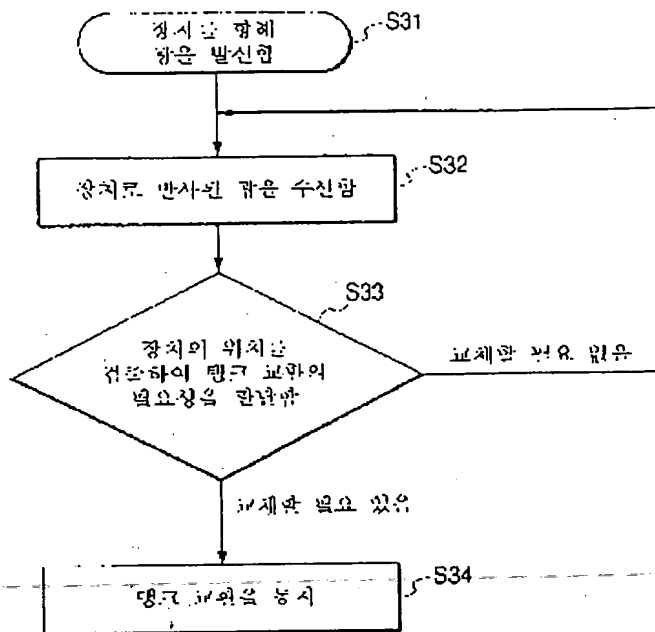 장치를 향해
광을 발신함
S31
장치로 반사된 광을 수신함
S32
S33
장치의 위치를
검출하여 탱크 교환의
필요성을 판단함
교체할 필요 없음
교체할 필요 있음
탱크 교환을 통지
S34